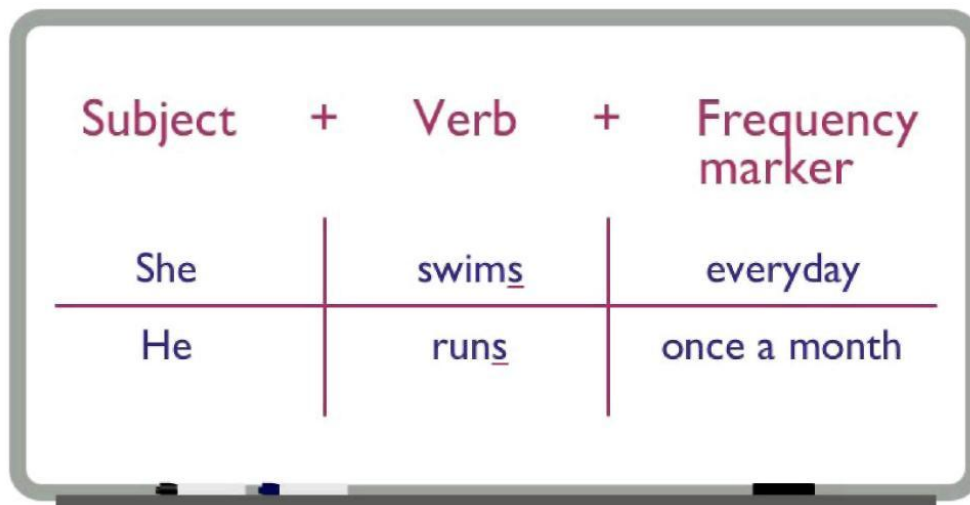 Subject + Verb + Frequency
marker
She swims everyday
He runs once a month